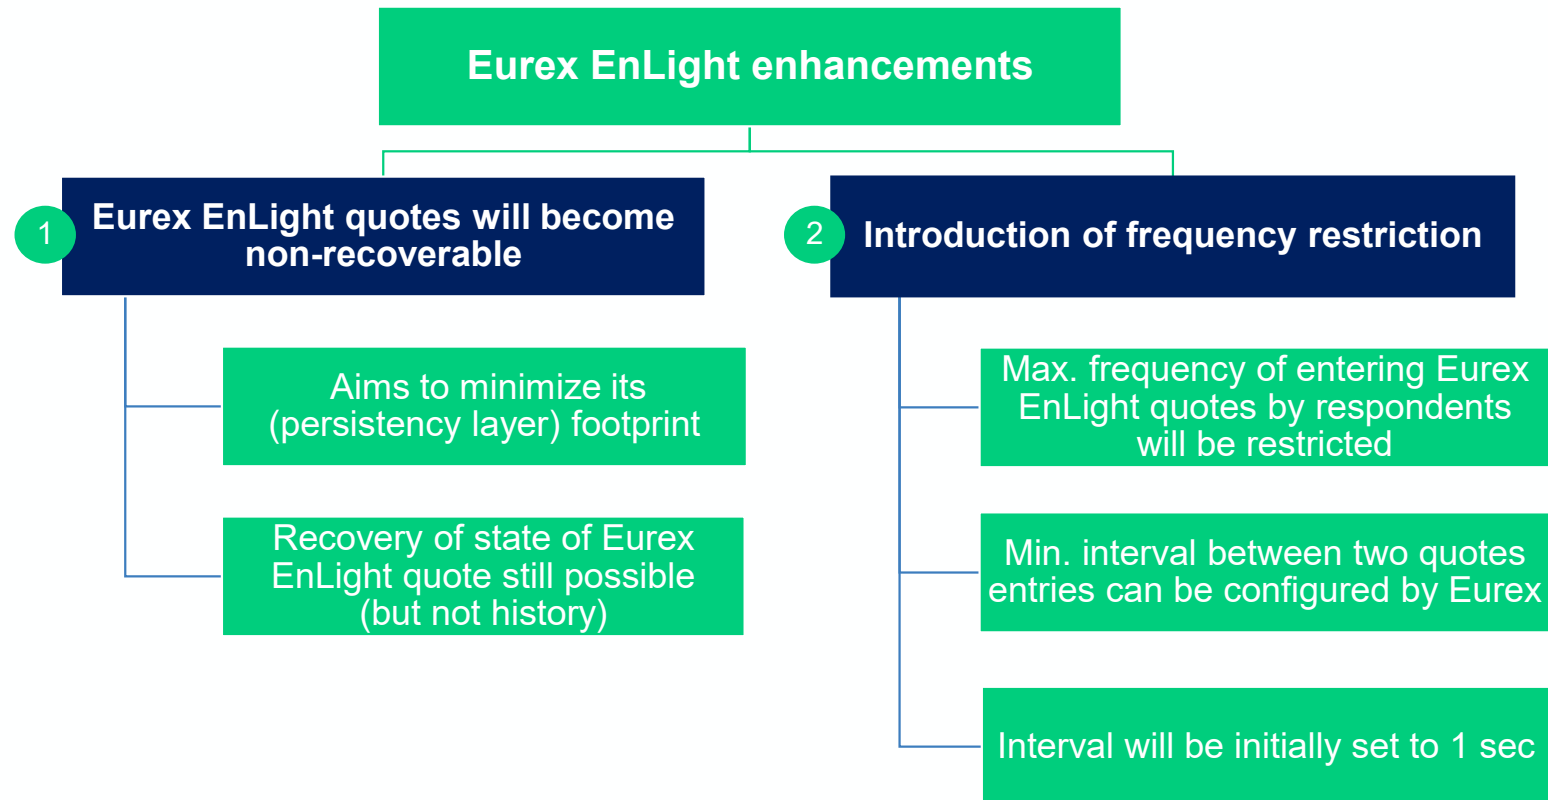 Eurex EnLight enhancements
1
Eurex EnLight quotes will become
non-recoverable
Aims to minimize its
(persistency layer) footprint
Recovery of state of Eurex
EnLight quote still possible
(but not history)
2
Introduction of frequency restriction
Max. frequency of entering Eurex
EnLight quotes by respondents
will be restricted
Min. interval between two quotes
entries can be configured by Eurex
Interval will be initially set to 1 sec